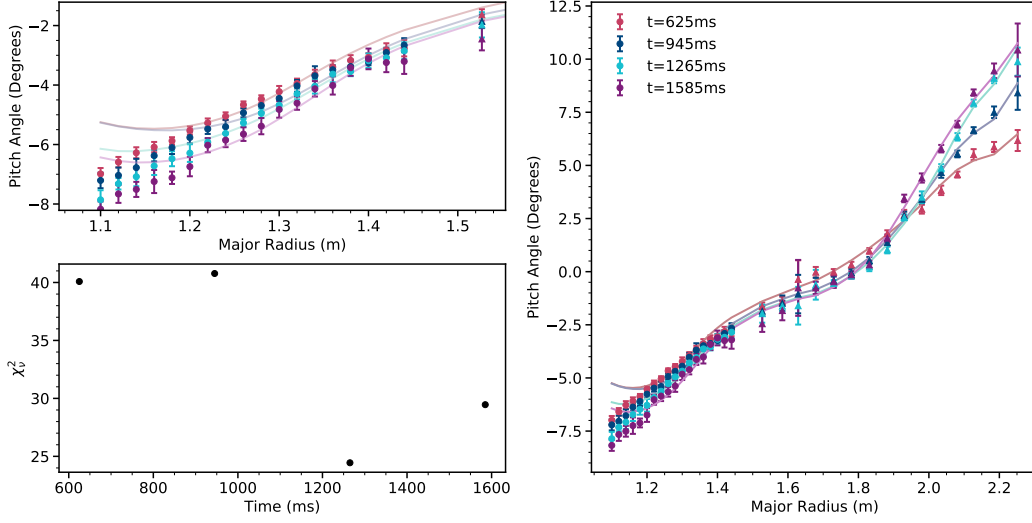 −2
−4
−6
−8
Pitch Angle (Degrees)
1.1 1.2 1.3 1.4 1.5
Major Radius (m)
40
35
30
25
χ²ᵥ
600 800 1000 1200 1400 1600
Time (ms)
12.5
10.0
7.5
5.0
2.5
0.0
−2.5
−5.0
−7.5
Pitch Angle (Degrees)
t=625ms
t=945ms
t=1265ms
t=1585ms
1.2 1.4 1.6 1.8 2.0 2.2
Major Radius (m)